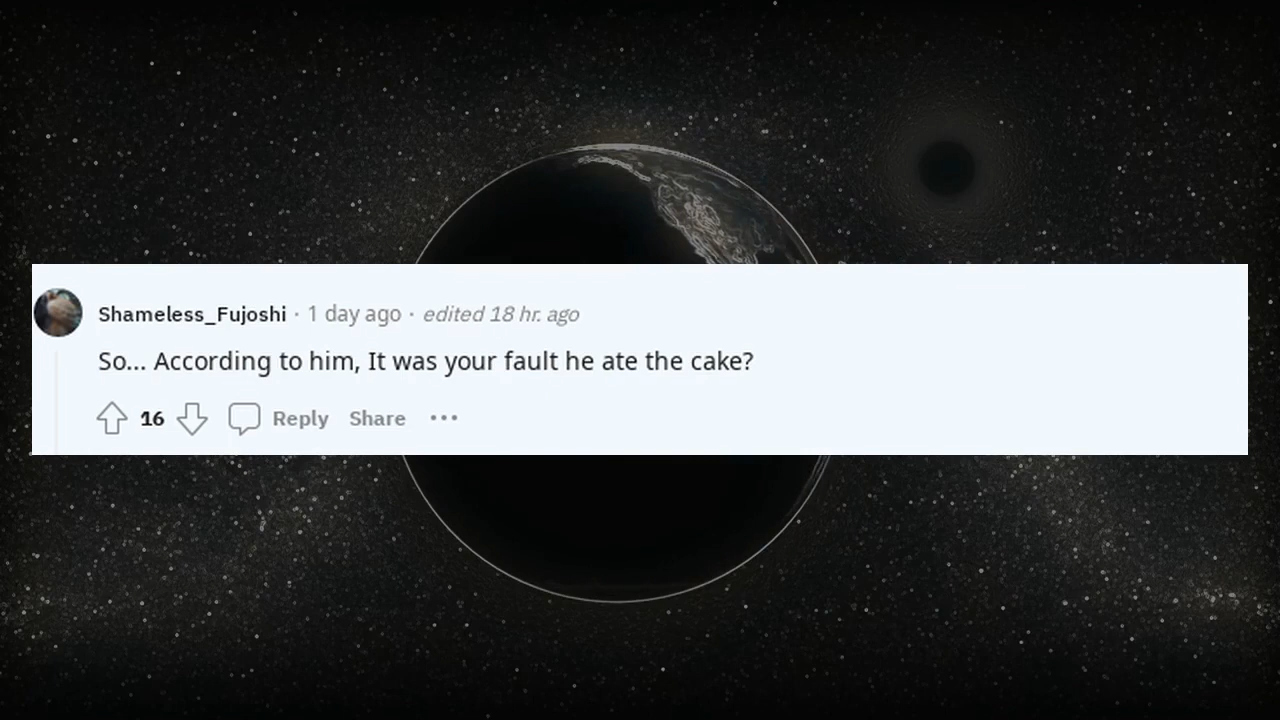 Shameless_Fujoshi · 1 day ago · edited 18 hr. ago
So... According to him, It was your fault he ate the cake?
16 Reply Share ···